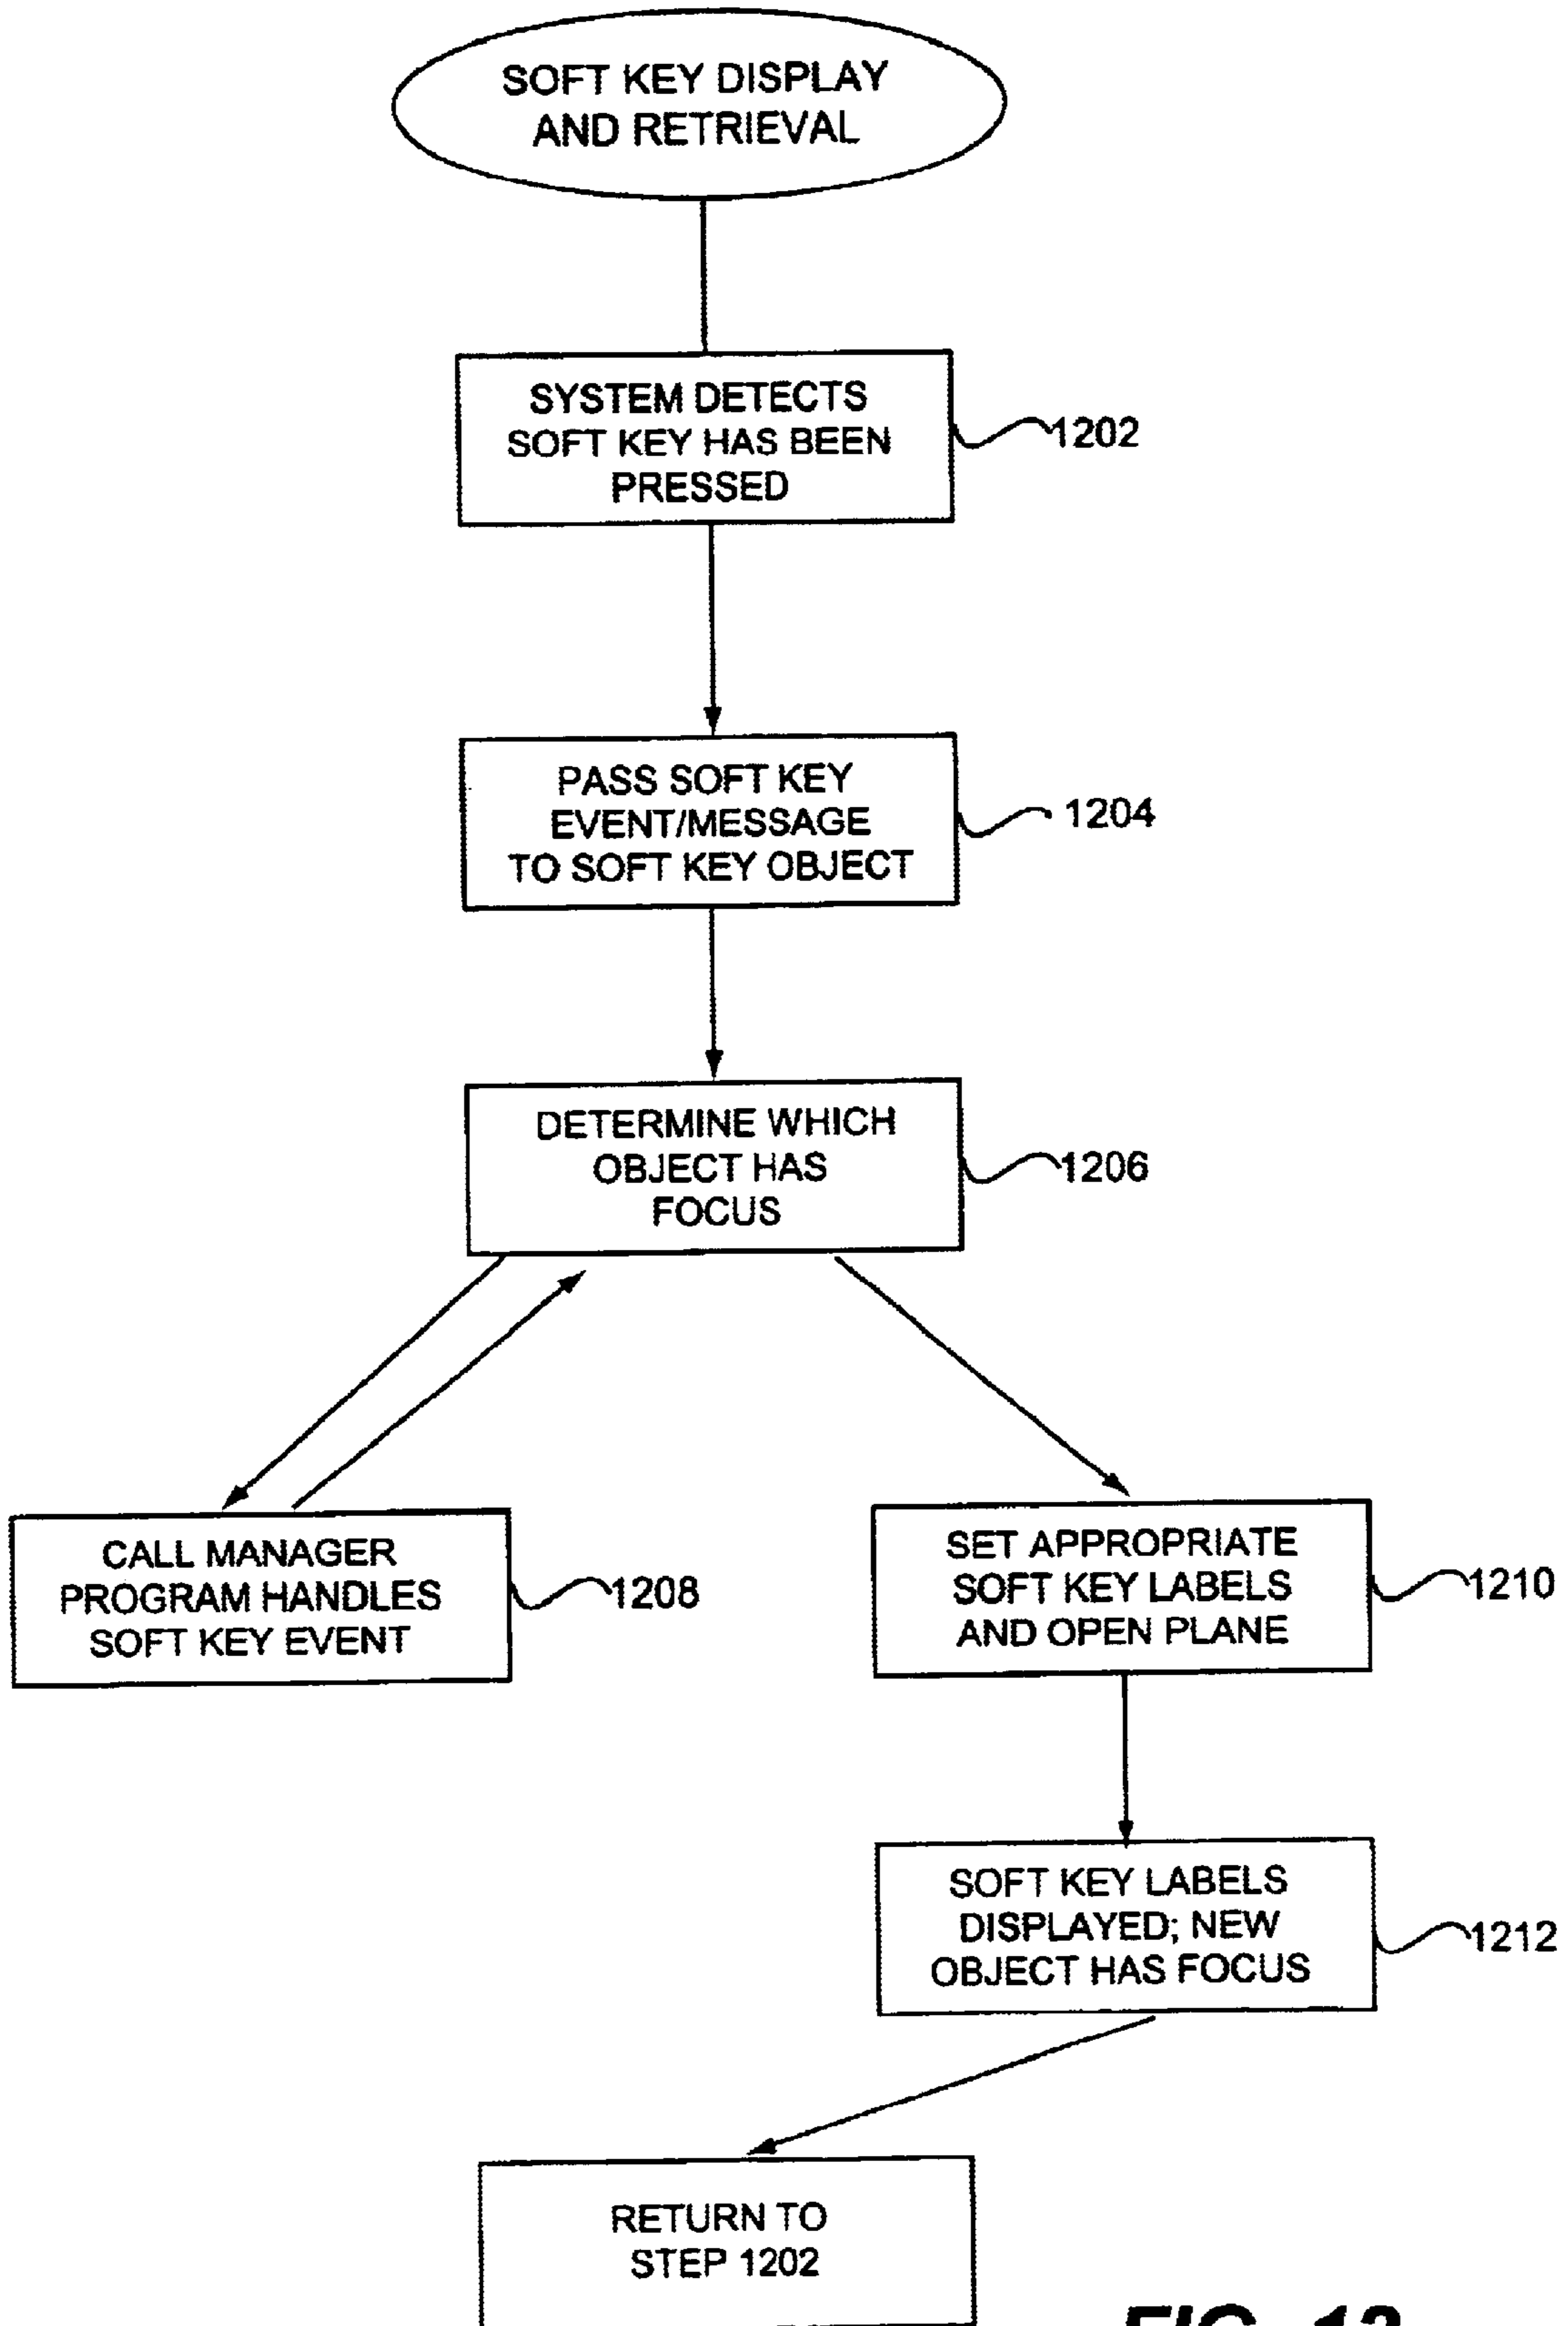 SOFT KEY DISPLAY
AND RETRIEVAL
SYSTEM DETECTS
SOFT KEY HAS BEEN
PRESSED
1202
PASS SOFT KEY
EVENT/MESSAGE
TO SOFT KEY OBJECT
1204
DETERMINE WHICH
OBJECT HAS
FOCUS
1206
CALL MANAGER
PROGRAM HANDLES
SOFT KEY EVENT
1208
SET APPROPRIATE
SOFT KEY LABELS
AND OPEN PLANE
1210
SOFT KEY LABELS
DISPLAYED; NEW
OBJECT HAS FOCUS
1212
RETURN TO
STEP 1202